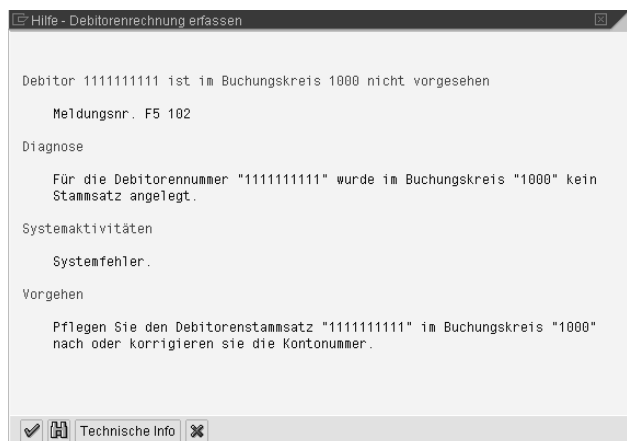 Hilfe - Debitorenrechnung erfassen
Debitor 1111111111 ist im Buchungskreis 1000 nicht vorgesehen
Meldungsnr. F5 102
Diagnose
Für die Debitorennummer "1111111111" wurde im Buchungskreis "1000" kein
Stammsatz angelegt.
Systemaktivitäten
Systemfehler.
Vorgehen
Pflegen Sie den Debitorenstammsatz "1111111111" im Buchungskreis "1000"
nach oder korrigieren sie die Kontonummer.
Technische Info